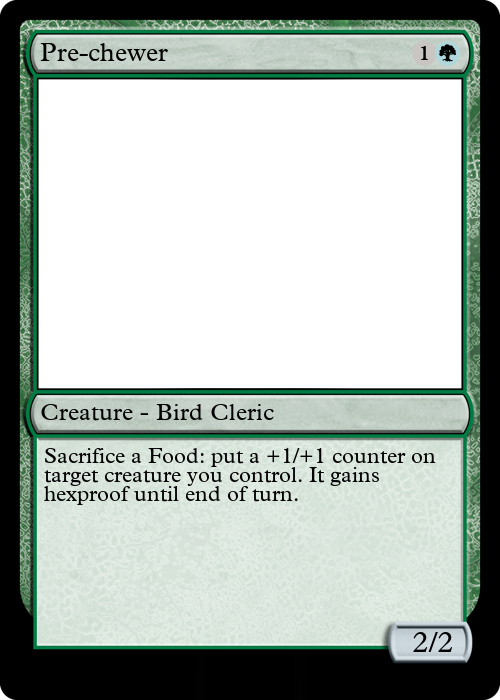 Pre-chewer 1
Creature - Bird Cleric
Sacrifice a Food: put a +1/+1 counter on
target creature you control. It gains
hexproof until end of turn.
2/2